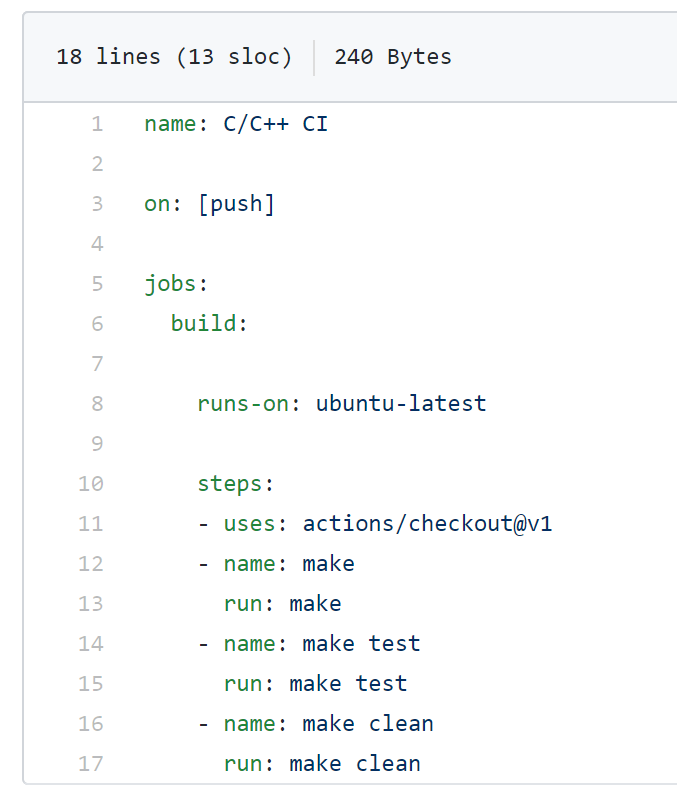 18 lines (13 sloc) 240 Bytes
1 name: C/C++ CI
2
3 on: [push]
4
5 jobs:
6   build:
7
8     runs-on: ubuntu-latest
9
10     steps:
11     - uses: actions/checkout@v1
12     - name: make
13       run: make
14     - name: make test
15       run: make test
16     - name: make clean
17       run: make clean